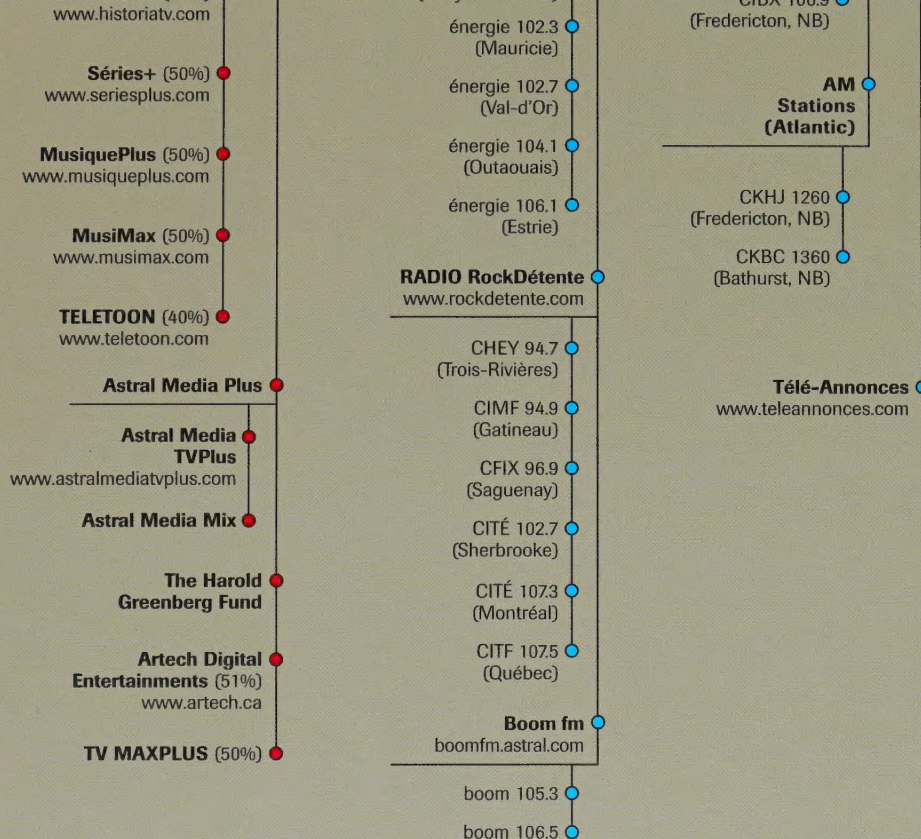 www.historiatv.com
Séries+ (50%)
www.seriesplus.com
MusiquePlus (50%)
www.musiqueplus.com
MusiMax (50%)
www.musimax.com
TELETOON (40%)
www.teletoon.com
Astral Media Plus
Astral Media
TVPlus
www.astralmediatvplus.com
Astral Media Mix
The Harold
Greenberg Fund
Artech Digital
Entertainments (51%)
www.artech.ca
TV MAXPLUS (50%)
énergie 102.3
(Mauricie)
énergie 102.7
(Val-d'Or)
énergie 104.1
(Outaouais)
énergie 106.1
(Estrie)
RADIO RockDétente
www.rockdetente.com
CHEY 94.7
(Trois-Rivières)
CIMF 94.9
(Gatineau)
CFIX 96.9
(Saguenay)
CITÉ 102.7
(Sherbrooke)
CITÉ 107.3
(Montréal)
CITF 107.5
(Québec)
Boom fm
boomfm.astral.com
boom 105.3
boom 106.5
CIBX 106.9
(Fredericton, NB)
AM
Stations
(Atlantic)
CKHJ 1260
(Fredericton, NB)
CKBC 1360
(Bathurst, NB)
Télé-Annonces
www.teleannonces.com